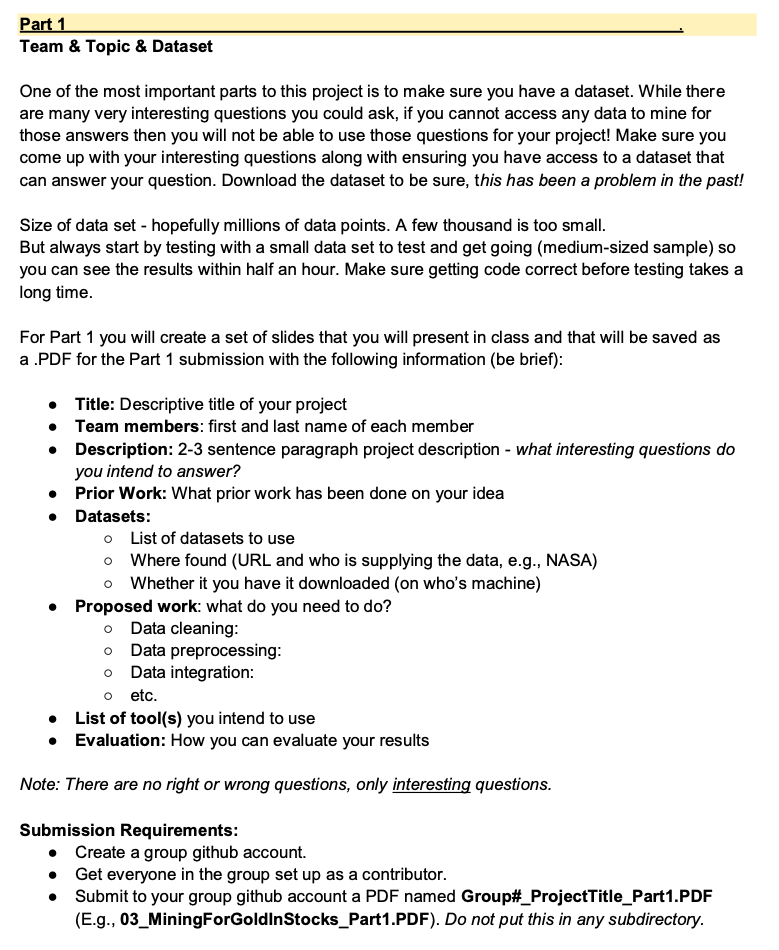 Part 1 .
Team & Topic & Dataset
One of the most important parts to this project is to make sure you have a dataset. While there
are many very interesting questions you could ask, if you cannot access any data to mine for
those answers then you will not be able to use those questions for your project! Make sure you
come up with your interesting questions along with ensuring you have access to a dataset that
can answer your question. Download the dataset to be sure, this has been a problem in the past!
Size of data set - hopefully millions of data points. A few thousand is too small.
But always start by testing with a small data set to test and get going (medium-sized sample) so
you can see the results within half an hour. Make sure getting code correct before testing takes a
long time.
For Part 1 you will create a set of slides that you will present in class and that will be saved as
a .PDF for the Part 1 submission with the following information (be brief):
● Title: Descriptive title of your project
● Team members: first and last name of each member
● Description: 2-3 sentence paragraph project description - what interesting questions do
you intend to answer?
● Prior Work: What prior work has been done on your idea
● Datasets:
○ List of datasets to use
○ Where found (URL and who is supplying the data, e.g., NASA)
○ Whether it you have it downloaded (on who's machine)
● Proposed work: what do you need to do?
○ Data cleaning:
○ Data preprocessing:
○ Data integration:
○ etc.
● List of tool(s) you intend to use
● Evaluation: How you can evaluate your results
Note: There are no right or wrong questions, only interesting questions.
Submission Requirements:
● Create a group github account.
● Get everyone in the group set up as a contributor.
● Submit to your group github account a PDF named Group#_ProjectTitle_Part1.PDF
(E.g., 03_MiningForGoldInStocks_Part1.PDF). Do not put this in any subdirectory.